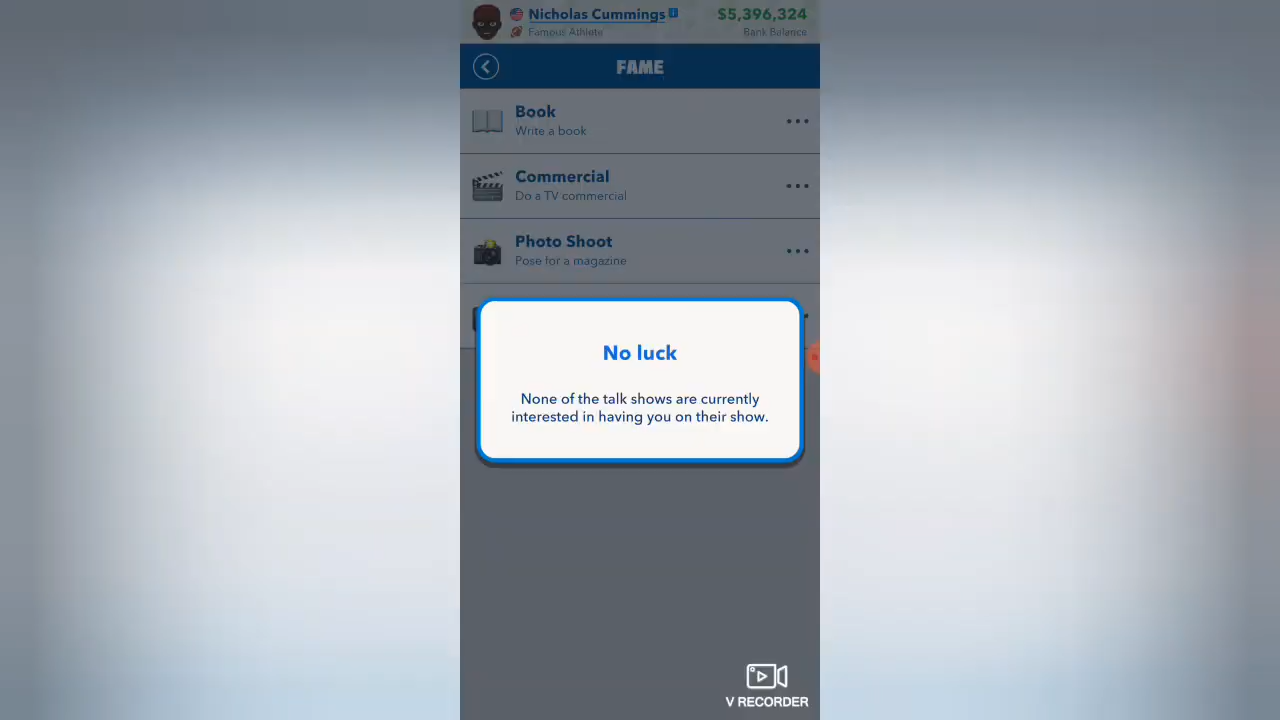 Nicholas Cummings
$5,396,324
Famous Athlete
Bank Balance
FAME
Book
Write a book
Commercial
Do a TV commercial
Photo Shoot
Pose for a magazine
No luck
None of the talk shows are currently
interested in having you on their show.
V RECORDER